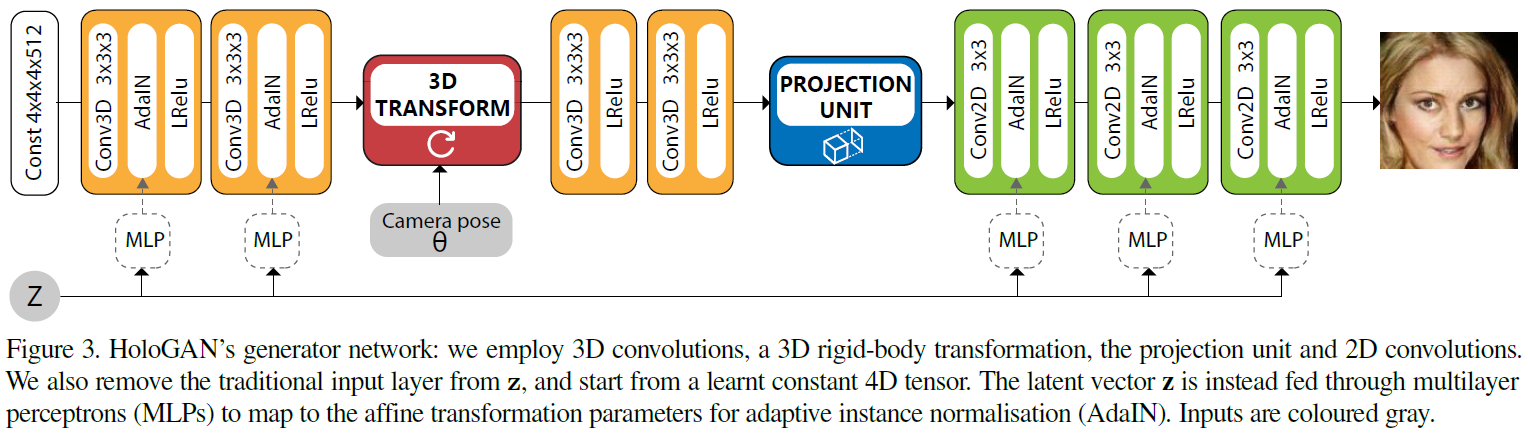 Const 4x4x4x512
Conv3D 3x3x3
AdaIN
LRelu
Conv3D 3x3x3
AdaIN
LRelu
3D
TRANSFORM
Conv3D 3x3x3
LRelu
Conv3D 3x3x3
LRelu
PROJECTION
UNIT
Conv2D 3x3
AdaIN
LRelu
Conv2D 3x3
AdaIN
LRelu
Conv2D 3x3
AdaIN
LRelu
MLP
MLP
Camera pose
θ
MLP
MLP
MLP
Z
Figure 3. HoloGAN's generator network: we employ 3D convolutions, a 3D rigid-body transformation, the projection unit and 2D convolutions.
We also remove the traditional input layer from z, and start from a learnt constant 4D tensor. The latent vector z is instead fed through multilayer
perceptrons (MLPs) to map to the affine transformation parameters for adaptive instance normalisation (AdaIN). Inputs are coloured gray.